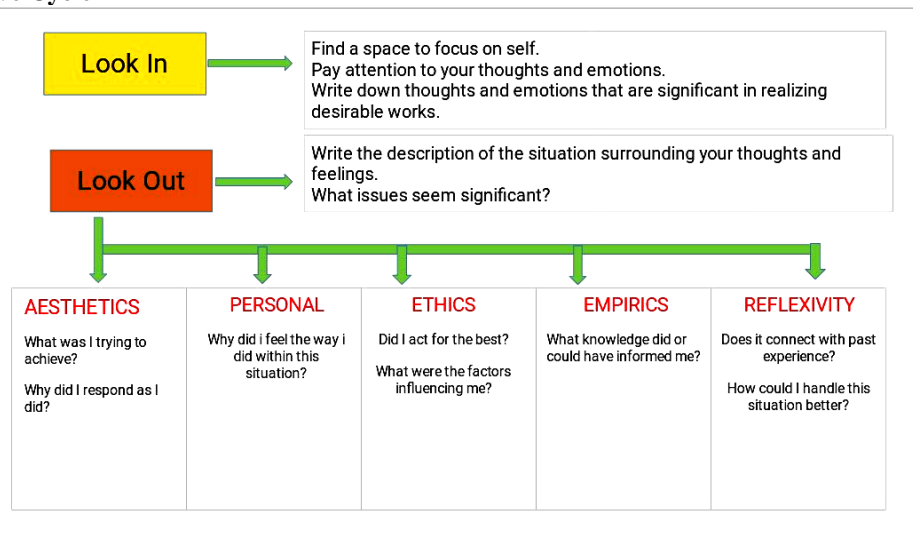 Look In
Find a space to focus on self.
Pay attention to your thoughts and emotions.
Write down thoughts and emotions that are significant in realizing
desirable works.
Look Out
Write the description of the situation surrounding your thoughts and
feelings.
What issues seem significant?
AESTHETICS
What was I trying to
achieve?
Why did I respond as I
did?
PERSONAL
Why did i feel the way i
did within this
situation?
ETHICS
Did I act for the best?
What were the factors
influencing me?
EMPIRICS
What knowledge did or
could have informed me?
REFLEXIVITY
Does it connect with past
experience?
How could I handle this
situation better?